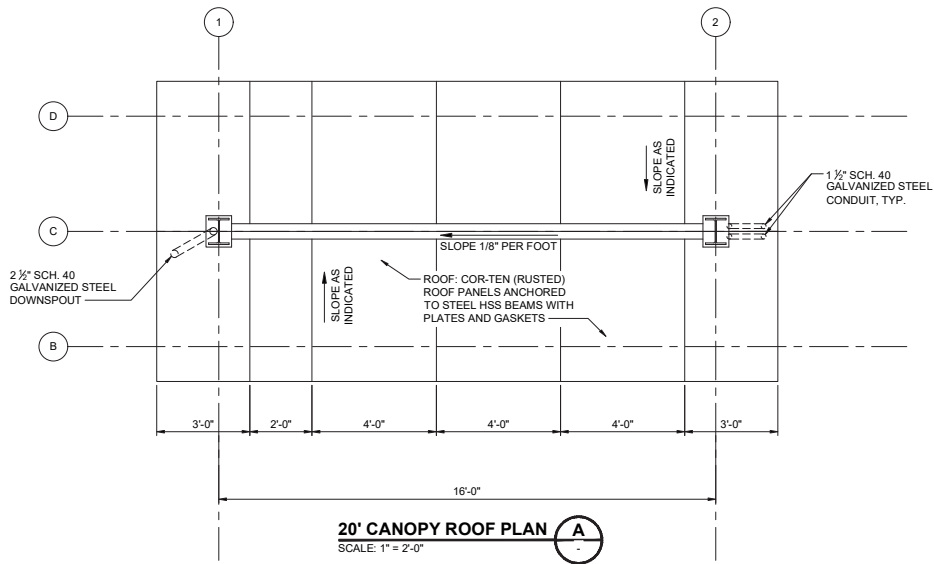 1
2
D
SLOPE AS
INDICATED
1 ½" SCH. 40
GALVANIZED STEEL
CONDUIT, TYP.
C
SLOPE 1/8" PER FOOT
2 ½" SCH. 40
GALVANIZED STEEL
DOWNSPOUT
SLOPE AS
INDICATED
ROOF: COR-TEN (RUSTED)
ROOF PANELS ANCHORED
TO STEEL HSS BEAMS WITH
PLATES AND GASKETS
B
3'-0"
2'-0"
4'-0"
4'-0"
4'-0"
3'-0"
16'-0"
20' CANOPY ROOF PLAN
A
-
SCALE: 1" = 2'-0"